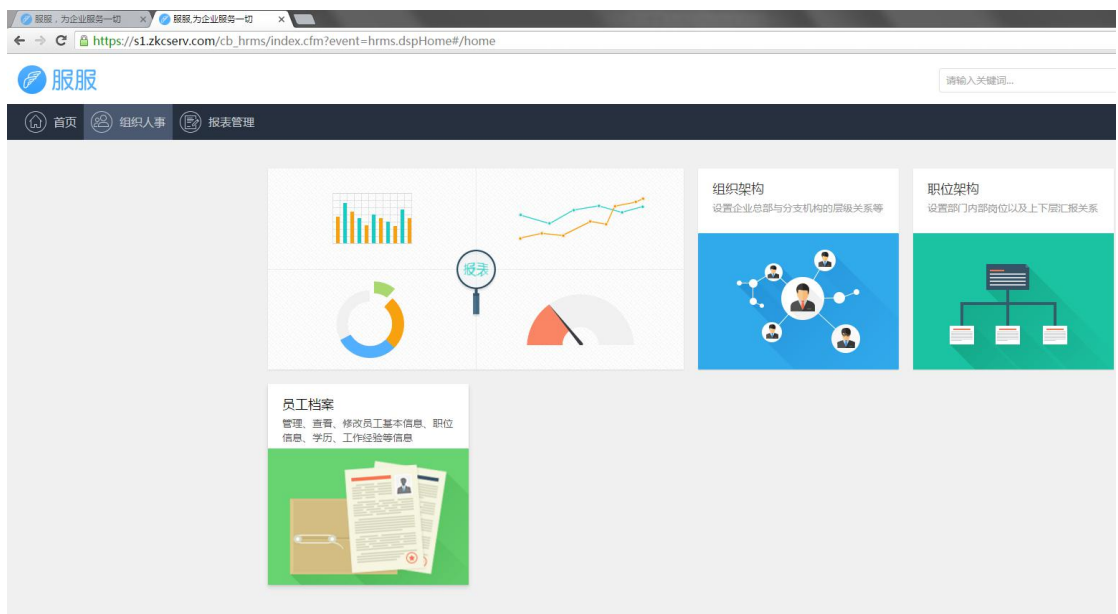 服服，为企业服务一切
服服,为企业服务一切
https://s1.zkcserv.com/cb_hrms/index.cfm?event=hrms.dspHome#/home
服服
请输入关键词...
首页
组织人事
报表管理
报表
组织架构
设置企业总部与分支机构的层级关系等
职位架构
设置部门内部岗位以及上下层汇报关系
员工档案
管理、查看、修改员工基本信息、职位
信息、学历、工作经验等信息